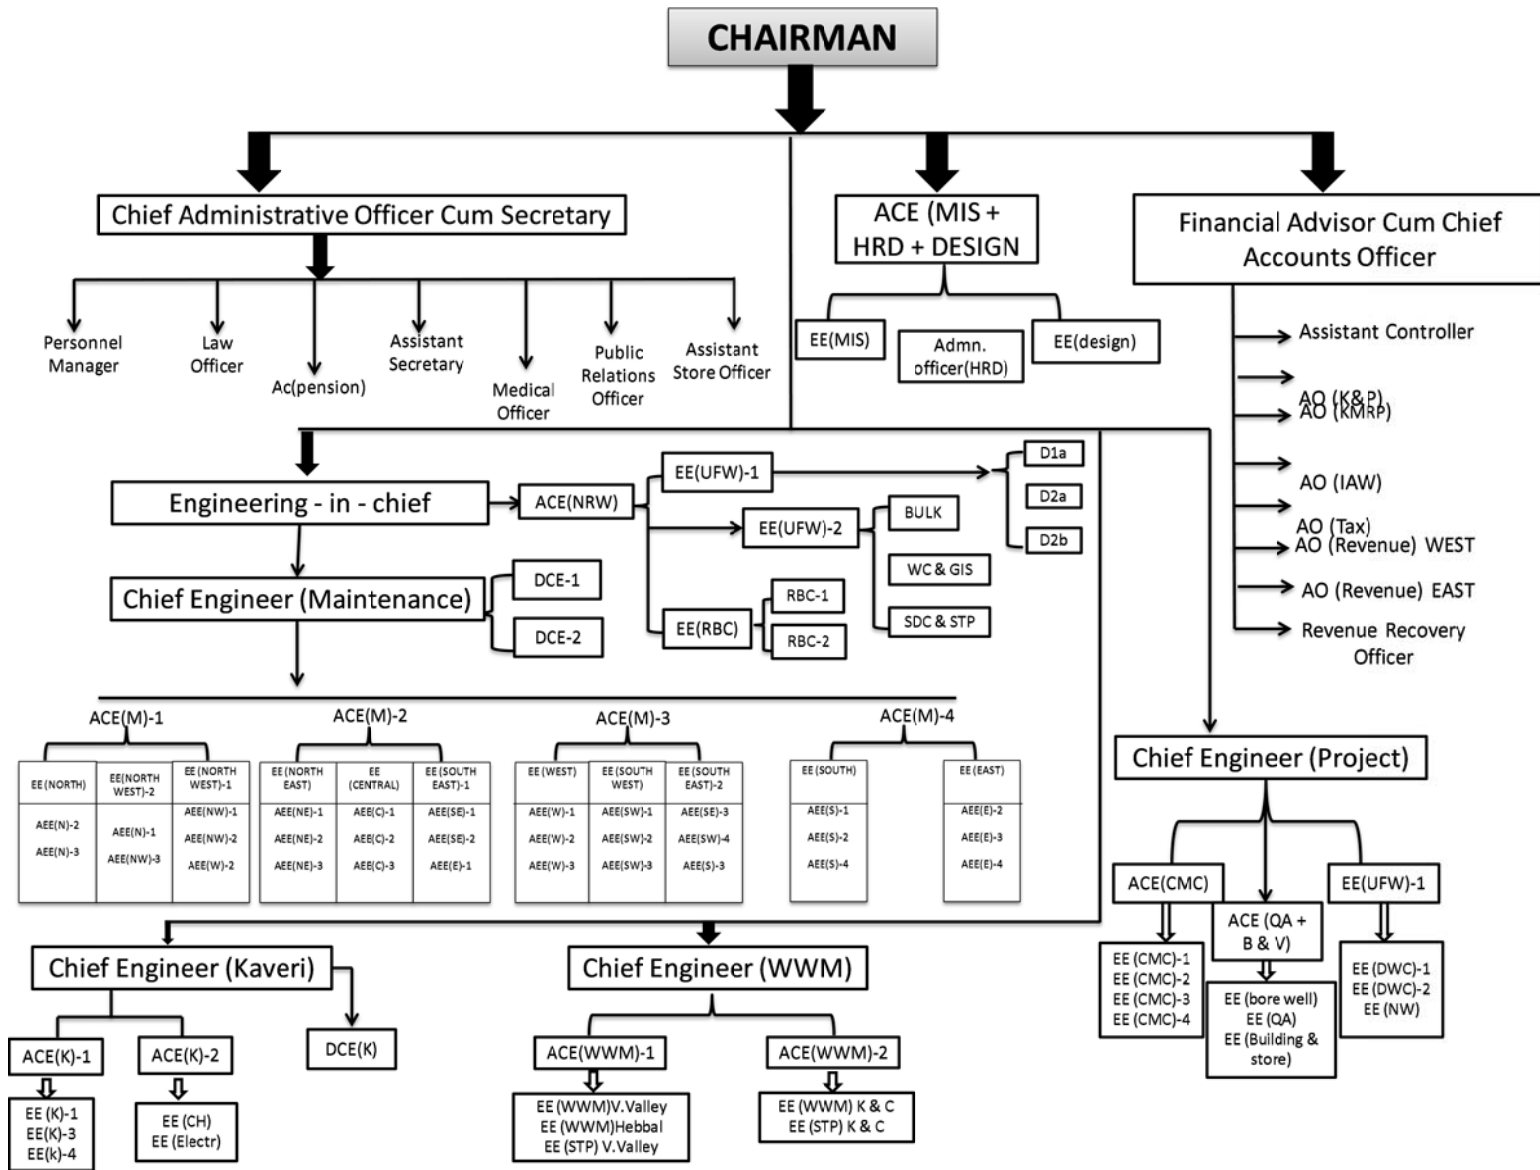 CHAIRMAN
Chief Administrative Officer Cum Secretary
Personnel
Manager
Law
Officer
Ac(pension)
Assistant
Secretary
Medical
Officer
Public
Relations
Officer
Assistant
Store Officer
ACE (MIS +
HRD + DESIGN
EE(MIS)
Admn.
officer(HRD)
EE(design)
Financial Advisor Cum Chief
Accounts Officer
Assistant Controller
AO (K&P)
AO (KMRP)
AO (IAW)
AO (Tax)
AO (Revenue) WEST
AO (Revenue) EAST
Revenue Recovery
Officer
Engineering - in - chief
ACE(NRW)
EE(UFW)-1
D1a
D2a
D2b
EE(UFW)-2
BULK
WC & GIS
SDC & STP
EE(RBC)
RBC-1
RBC-2
Chief Engineer (Maintenance)
DCE-1
DCE-2
ACE(M)-1
EE(NORTH)
AEE(N)-2
AEE(N)-3
EE(NORTH
WEST)-2
AEE(N)-1
AEE(NW)-3
EE(NORTH
WEST)-1
AEE(NW)-1
AEE(NW)-2
AEE(W)-2
ACE(M)-2
EE(NORTH
EAST)
AEE(NE)-1
AEE(NE)-2
AEE(NE)-3
EE
(CENTRAL)
AEE(C)-1
AEE(C)-2
AEE(C)-3
EE(SOUTH
EAST)-1
AEE(SE)-1
AEE(SE)-2
AEE(E)-1
ACE(M)-3
EE(WEST)
AEE(W)-1
AEE(W)-2
AEE(W)-3
EE(SOUTH
WEST)
AEE(SW)-1
AEE(SW)-2
AEE(SW)-3
EE(SOUTH
EAST)-2
AEE(SE)-3
AEE(SW)-4
AEE(S)-3
ACE(M)-4
EE(SOUTH)
AEE(S)-1
AEE(S)-2
AEE(S)-4
EE(EAST)
AEE(E)-2
AEE(E)-3
AEE(E)-4
Chief Engineer (Project)
ACE(CMC)
EE(CMC)-1
EE(CMC)-2
EE(CMC)-3
EE(CMC)-4
ACE (QA +
B & V)
EE(bore well)
EE(QA)
EE(Building &
store)
EE(UFW)-1
EE(DWC)-1
EE(DWC)-2
EE(NW)
Chief Engineer (Kaveri)
ACE(K)-1
EE(K)-1
EE(K)-3
EE(k)-4
ACE(K)-2
EE(CH)
EE(Electr)
DCE(K)
Chief Engineer (WWM)
ACE(WWM)-1
EE(WWM)V.Valley
EE(WWM)Hebbal
EE(STP) V.Valley
ACE(WWM)-2
EE(WWM) K & C
EE(STP) K & C